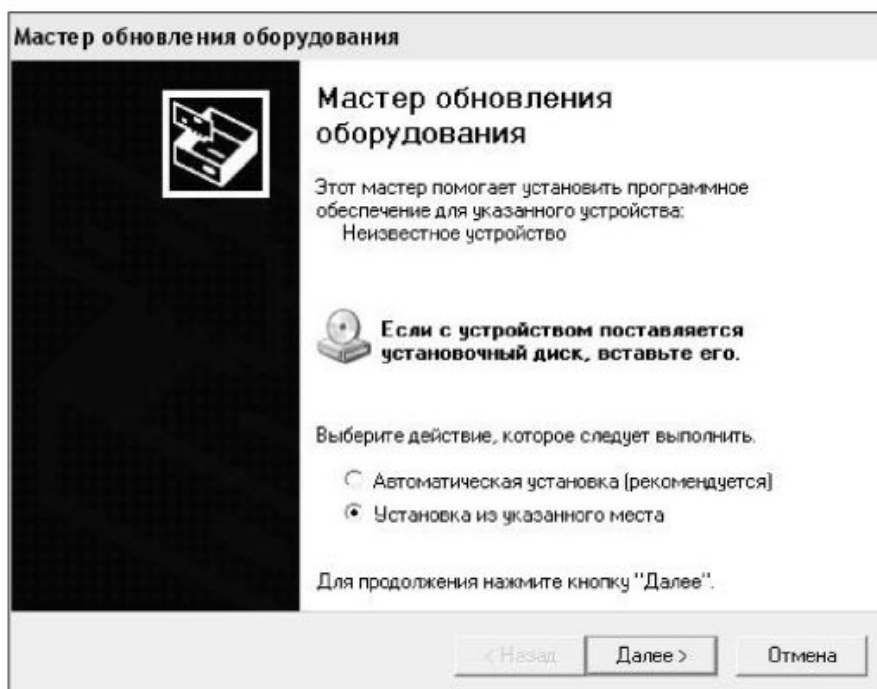 Мастер обновления оборудования
Мастер обновления
оборудования
Этот мастер помогает установить программное
обеспечение для указанного устройства:
Неизвестное устройство
Если с устройством поставляется
установочный диск, вставьте его.
Выберите действие, которое следует выполнить.
Автоматическая установка (рекомендуется)
Установка из указанного места
Для продолжения нажмите кнопку "Далее".
< Назад
Далее >
Отмена